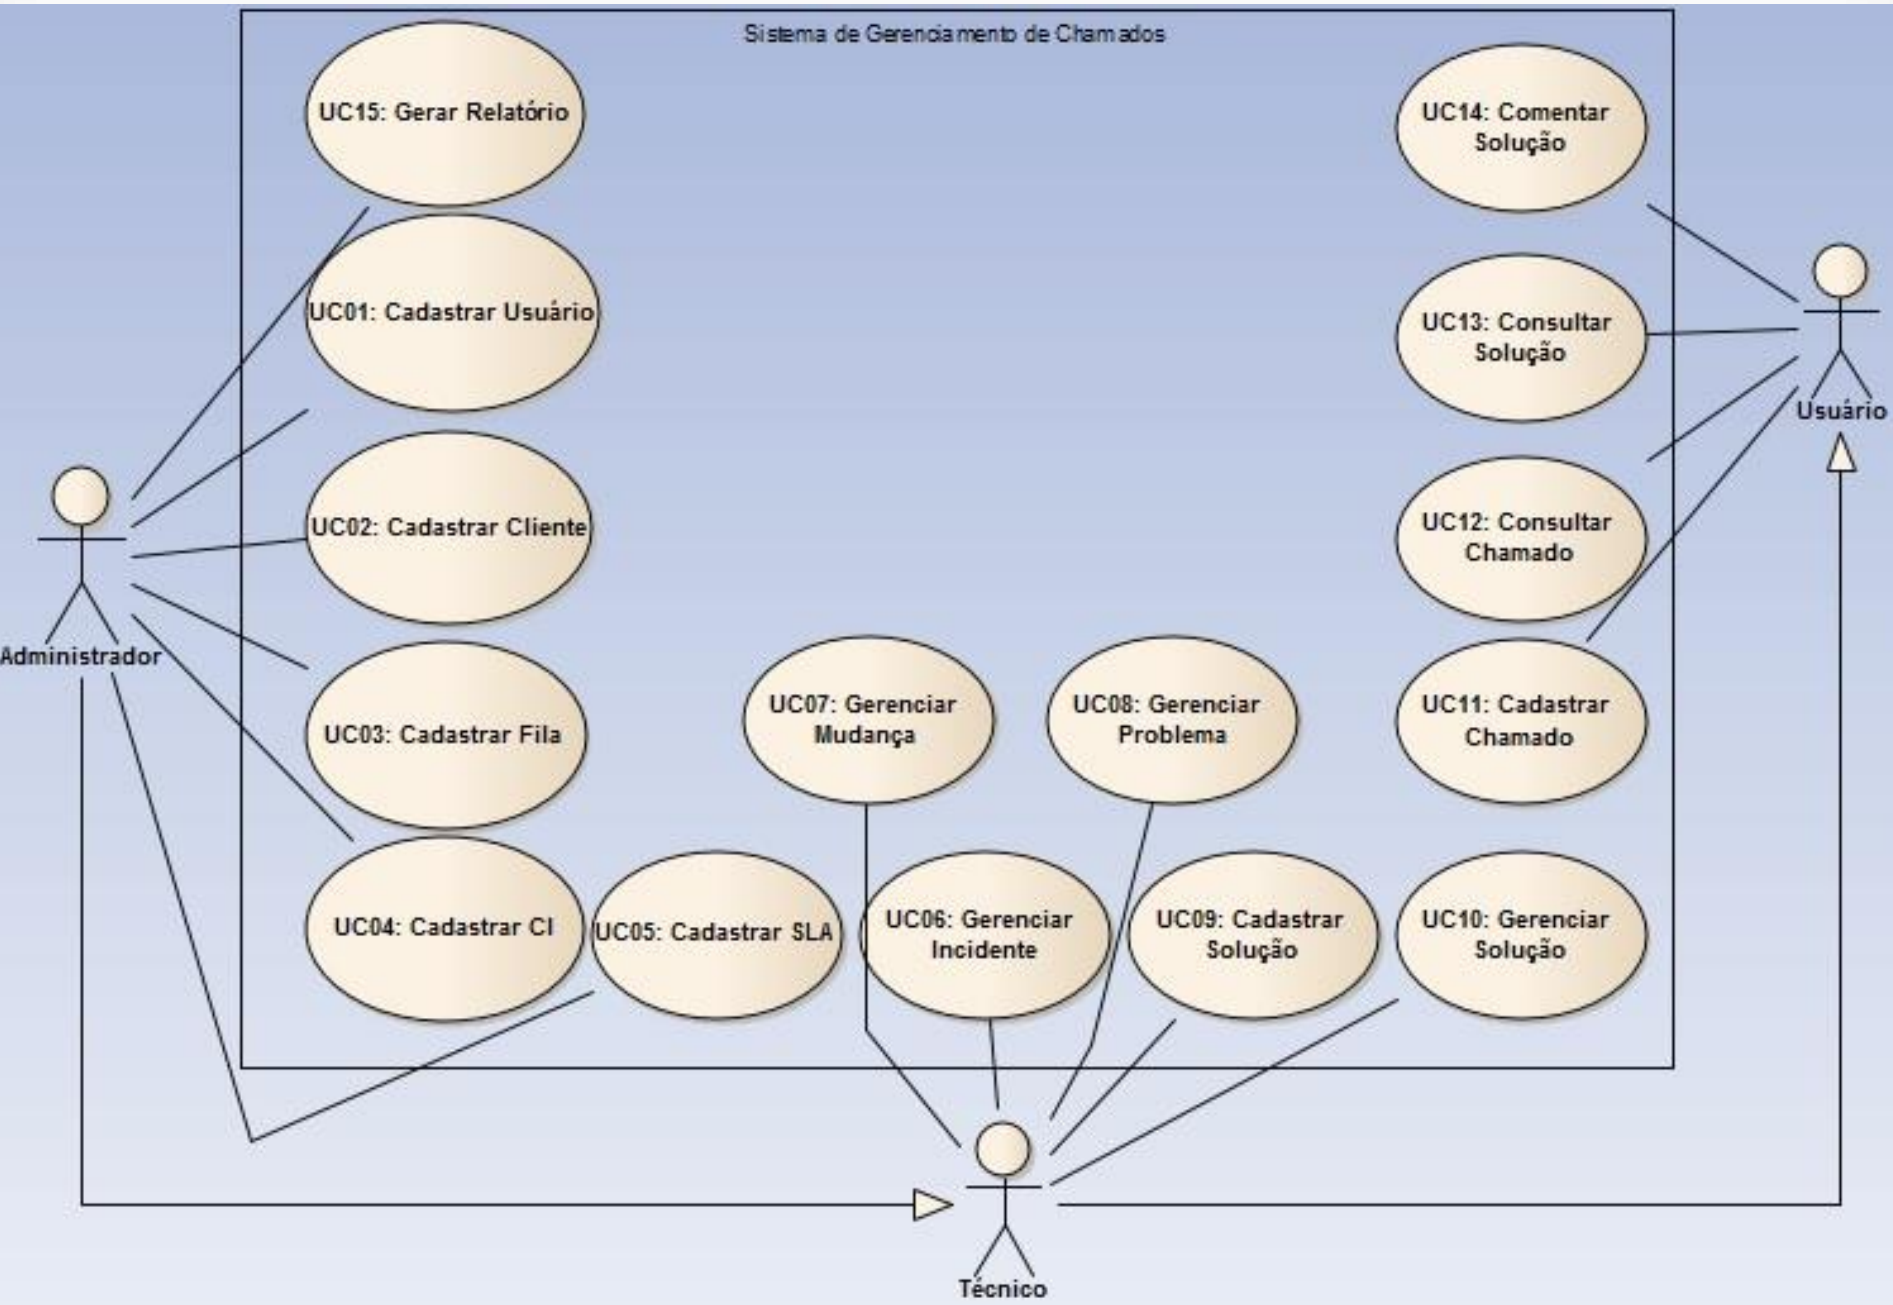 Sistema de Gerenciamento de Chamados
UC15: Gerar Relatório
UC14: Comentar
Solução
UC01: Cadastrar Usuário
UC13: Consultar
Solução
Usuário
UC02: Cadastrar Cliente
UC12: Consultar
Chamado
Administrador
UC03: Cadastrar Fila
UC07: Gerenciar
Mudança
UC08: Gerenciar
Problema
UC11: Cadastrar
Chamado
UC04: Cadastrar CI
UC05: Cadastrar SLA
UC06: Gerenciar
Incidente
UC09: Cadastrar
Solução
UC10: Gerenciar
Solução
Técnico